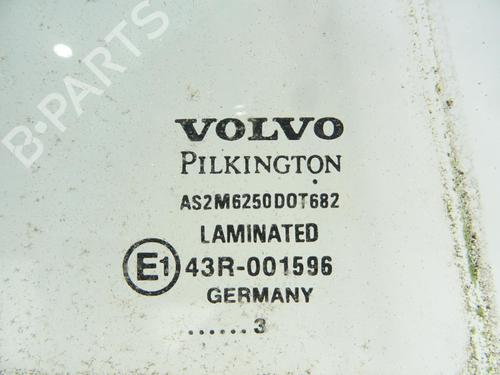 B-PARTS
VOLVO
PILKINGTON
AS2M6250DOT682
LAMINATED
E1 43R-001596
GERMANY
...... 3